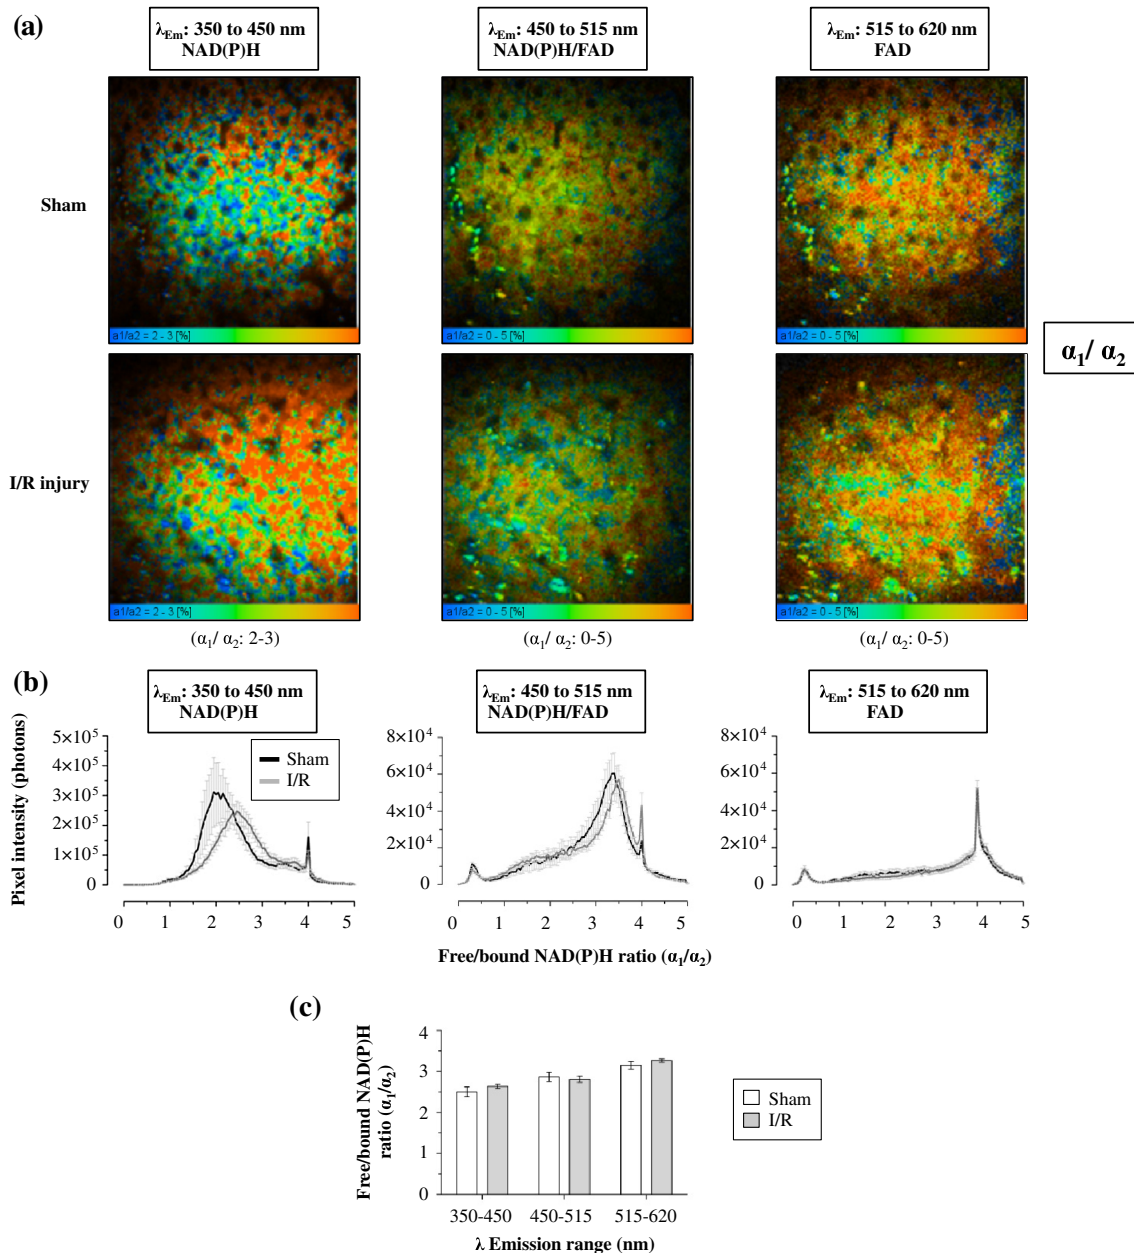 (a)
λEm: 350 to 450 nm
NAD(P)H
λEm: 450 to 515 nm
NAD(P)H/FAD
λEm: 515 to 620 nm
FAD
Sham
a1/a2 = 2 - 3 [%]
a1/a2 = 0 - 5 [%]
a1/a2 = 0 - 5 [%]
α1/ α2
I/R injury
a1/a2 = 2 - 3 [%]
a1/a2 = 0 - 5 [%]
a1/a2 = 0 - 5 [%]
(α1/ α2: 2-3)
(α1/ α2: 0-5)
(α1/ α2: 0-5)
(b)
λEm: 350 to 450 nm
NAD(P)H
λEm: 450 to 515 nm
NAD(P)H/FAD
λEm: 515 to 620 nm
FAD
Pixel intensity (photons)
5×10^5
4×10^5
3×10^5
2×10^5
1×10^5
0
Sham
I/R
0 1 2 3 4 5
8×10^4
6×10^4
4×10^4
2×10^4
0
0 1 2 3 4 5
8×10^4
6×10^4
4×10^4
2×10^4
0
0 1 2 3 4 5
Free/bound NAD(P)H ratio (α1/α2)
(c)
Free/bound NAD(P)H
ratio (α1/α2)
4
3
2
1
0
350-450 450-515 515-620
λ Emission range (nm)
Sham
I/R